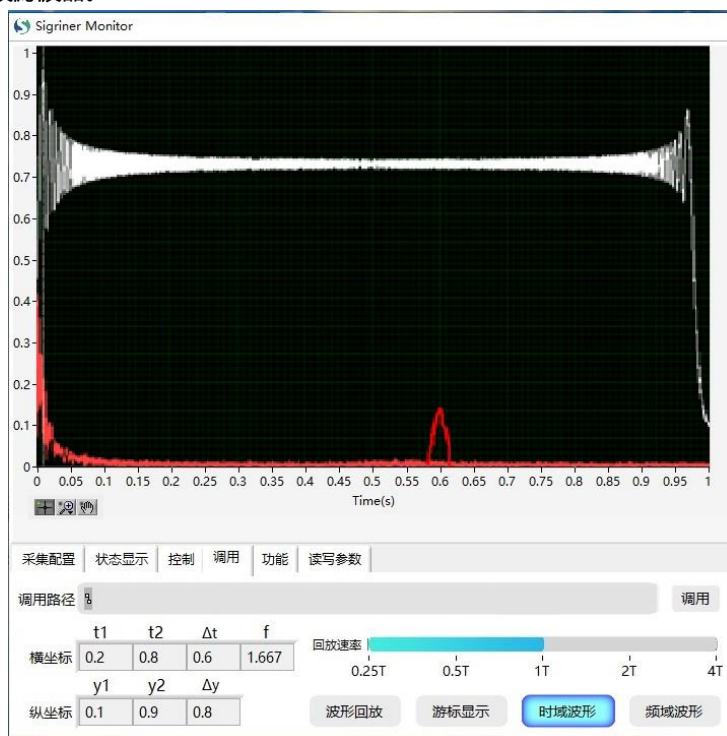 Sigriner Monitor
1
0.9
0.8
0.7
0.6
0.5
0.4
0.3
0.2
0.1
0
0 0.05 0.1 0.15 0.2 0.25 0.3 0.35 0.4 0.45 0.5 0.55 0.6 0.65 0.7 0.75 0.8 0.85 0.9 0.95 1
Time(s)
采集配置 状态显示 控制 调用 功能 读写参数
调用路径 % 调用
t1 t2 Δt f
横坐标 0.2 0.8 0.6 1.667
回放速率
0.25T 0.5T 1T 2T 4T
y1 y2 Δy
纵坐标 0.1 0.9 0.8
波形回放 游标显示 时域波形 频域波形